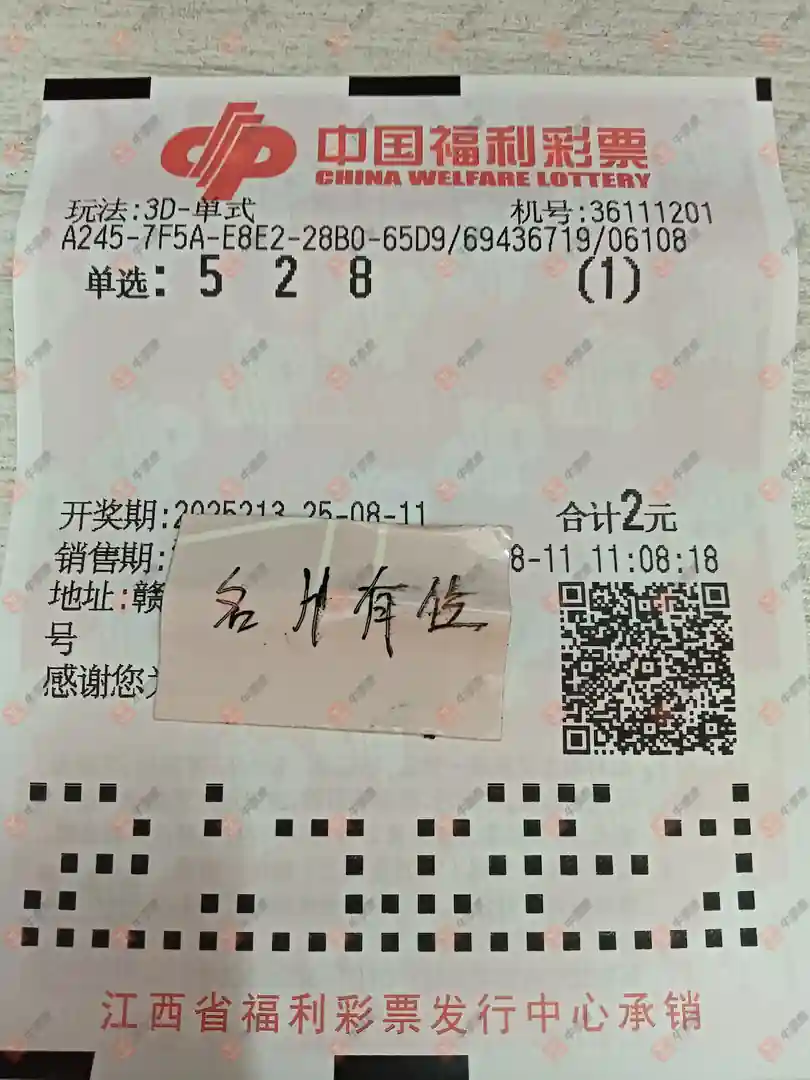 中国福利彩票
CHINA WELFARE LOTTERY
玩法:3D-单式 机号:36111201
A245-7F5A-E8E2-28B0-65D9/69436719/06108
单选: 5 2 8 (1)
开奖期:2025213 25-08-11 合计2元
销售期: 8-11 11:08:18
地址:赣
号
感谢您
名 升 有 位
江西省福利彩票发行中心承销